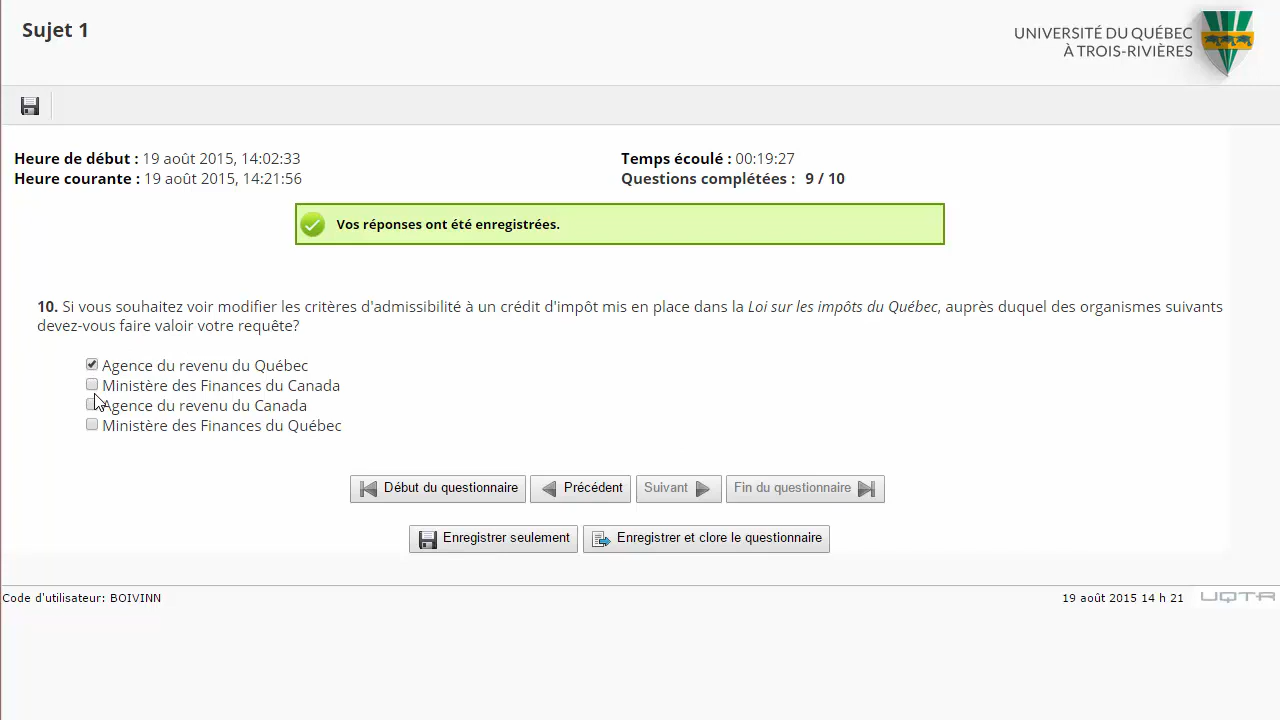 Sujet 1
UNIVERSITÉ DU QUÉBEC
À TROIS-RIVIÈRES
Heure de début : 19 août 2015, 14:02:33
Temps écoulé : 00:19:27
Heure courante : 19 août 2015, 14:21:56
Questions complétées : 9 / 10
Vos réponses ont été enregistrées.
10. Si vous souhaitez voir modifier les critères d'admissibilité à un crédit d'impôt mis en place dans la Loi sur les impôts du Québec, auprès duquel des organismes suivants
devez-vous faire valoir votre requête?
Agence du revenu du Québec
Ministère des Finances du Canada
Agence du revenu du Canada
Ministère des Finances du Québec
Début du questionnaire
Précédent
Suivant
Fin du questionnaire
Enregistrer seulement
Enregistrer et clore le questionnaire
Code d'utilisateur: BOIVINN
19 août 2015 14 h 21
UQTR